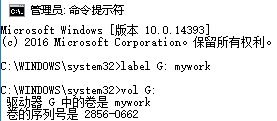 管理员: 命令提示符
Microsoft Windows [版本 10.0.14393]
(c) 2016 Microsoft Corporation。保留所有权利。
C:\WINDOWS\system32>label G: mywork
C:\WINDOWS\system32>vol G:
驱动器 G 中的卷是 mywork
卷的序列号是 2856-0662